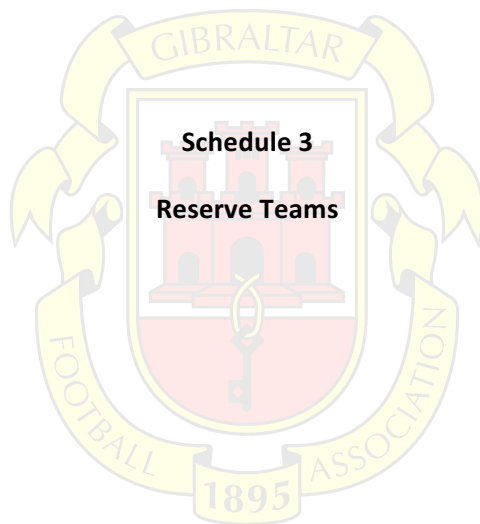 GIBRALTAR
Schedule 3
Reserve Teams
FOOTBALL
ASSOCIATION
1895